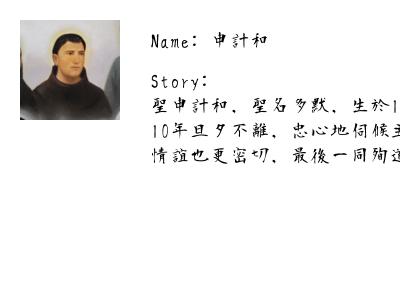 Name: 申計和
Story:
聖申計和, 聖名多默, 生於1
10年旦夕不離, 忠心地伺候主
情誼也更密切, 最後一同殉道